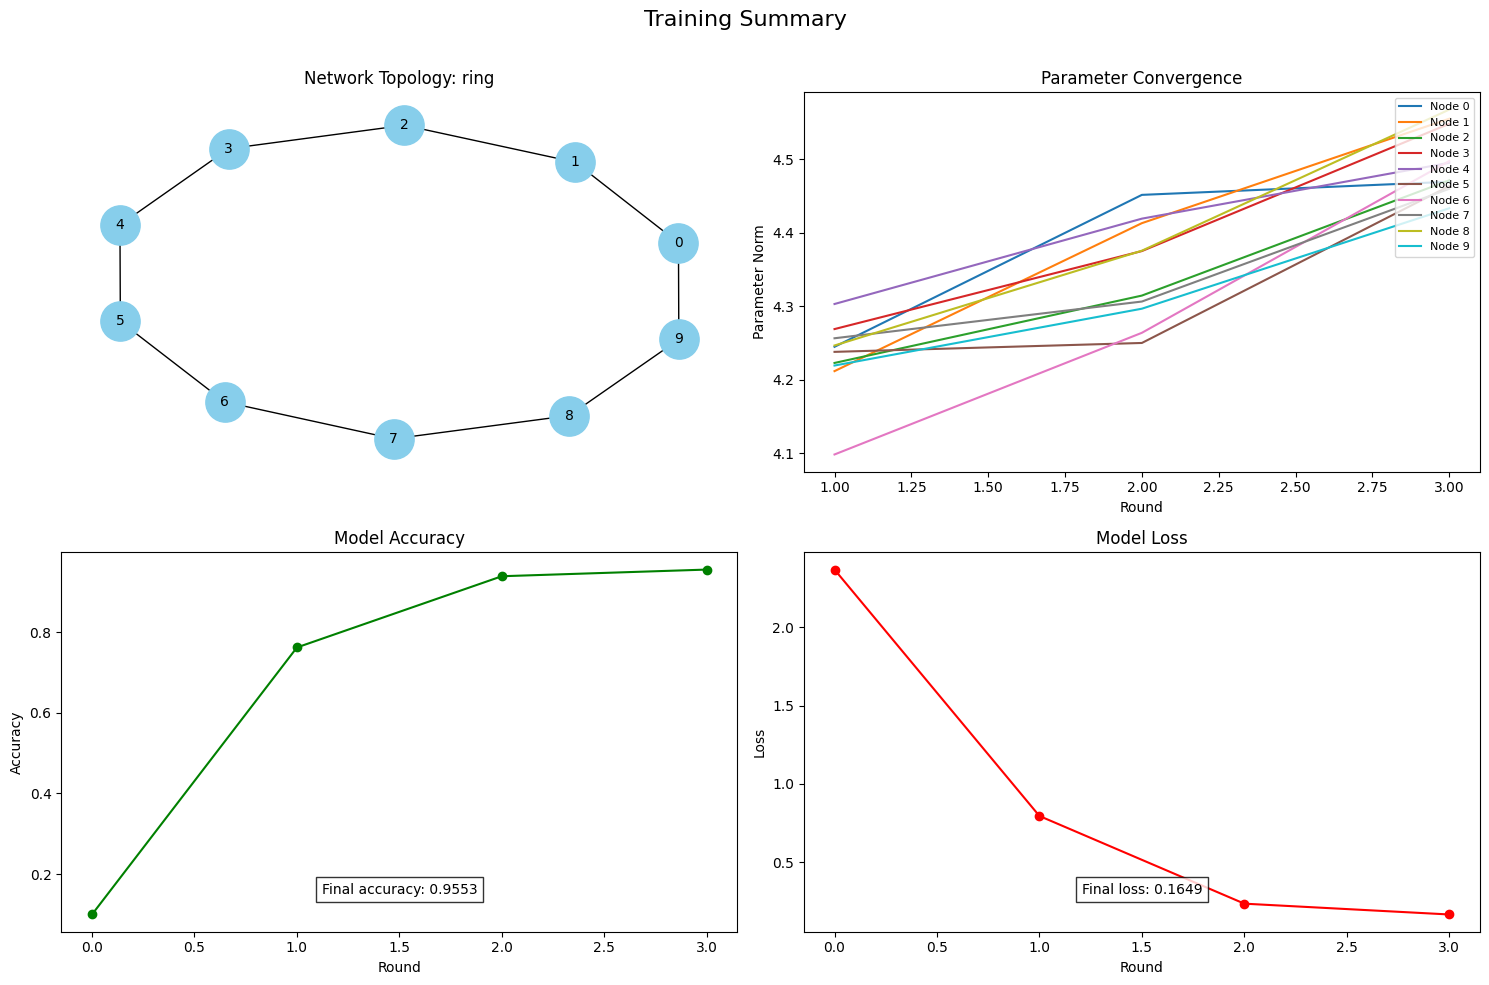 Training Summary
Network Topology: ring
2
3
1
4
0
5
9
6
8
7
Parameter Convergence
Node 0
Node 1
Node 2
Node 3
Node 4
Node 5
Node 6
Node 7
Node 8
Node 9
4.5
4.4
4.3
4.2
4.1
Parameter Norm
1.00 1.25 1.50 1.75 2.00 2.25 2.50 2.75 3.00
Round
Model Accuracy
0.8
0.6
0.4
0.2
Accuracy
Final accuracy: 0.9553
0.0 0.5 1.0 1.5 2.0 2.5 3.0
Round
Model Loss
2.0
1.5
1.0
0.5
Loss
Final loss: 0.1649
0.0 0.5 1.0 1.5 2.0 2.5 3.0
Round